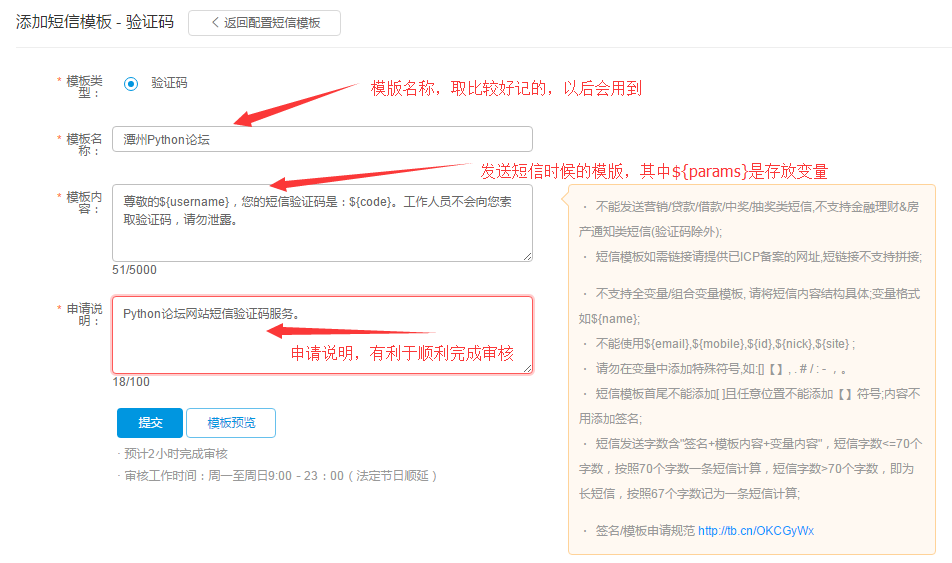 添加短信模板 - 验证码
返回配置短信模板
* 模板类
型：
验证码
模版名称，取比较好记的，以后会用到
* 模板名
称：
潭州Python论坛
发送短信时候的模版，其中${params}是存放变量
* 模板内
容：
尊敬的${username}，您的短信验证码是：${code}。工作人员不会向您索
取验证码，请勿泄露。
51/5000
* 申请说
明：
Python论坛网站短信验证码服务。
申请说明，有利于顺利完成审核
18/100
提交
模板预览
· 预计2小时完成审核
· 审核工作时间：周一至周日9:00 - 23：00（法定节日顺延）
· 不能发送营销/贷款/借款/中奖/抽奖类短信,不支持金融理财&房
产通知类短信(验证码除外);
· 短信模板如需链接请提供已ICP备案的网址,短链接不支持拼接;
· 不支持全变量/组合变量模板, 请将短信内容结构具体;变量格式
如${name};
· 不能使用${email},${mobile},${id},${nick},${site} ;
· 请勿在变量中添加特殊符号,如:[]【 】, . # / : - ，。
· 短信模板首尾不能添加[ ]且任意位置不能添加【 】符号;内容不
用添加签名;
· 短信发送字数含"签名+模板内容+变量内容"，短信字数<=70个
字数，按照70个字数一条短信计算，短信字数>70个字数，即为
长短信，按照67个字数记为一条短信计算;
· 签名/模板申请规范 http://tb.cn/OKCGyWx